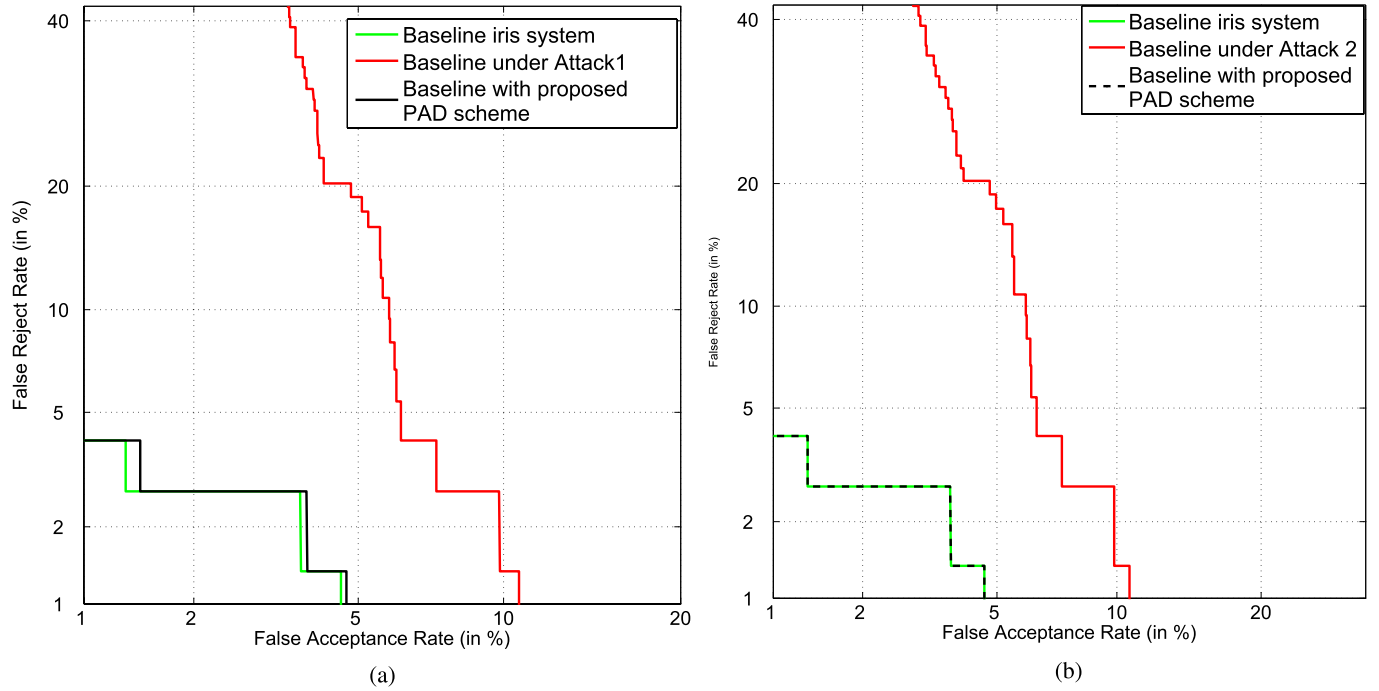 40
20
10
5
2
1
False Reject Rate (in %)
Baseline iris system
Baseline under Attack1
Baseline with proposed
PAD scheme
1
2
5
10
20
False Acceptance Rate (in %)
(a)
40
20
10
5
2
1
False Reject Rate (in %)
Baseline iris system
Baseline under Attack 2
Baseline with proposed
PAD scheme
1
2
5
10
20
False Acceptance Rate (in %)
(b)